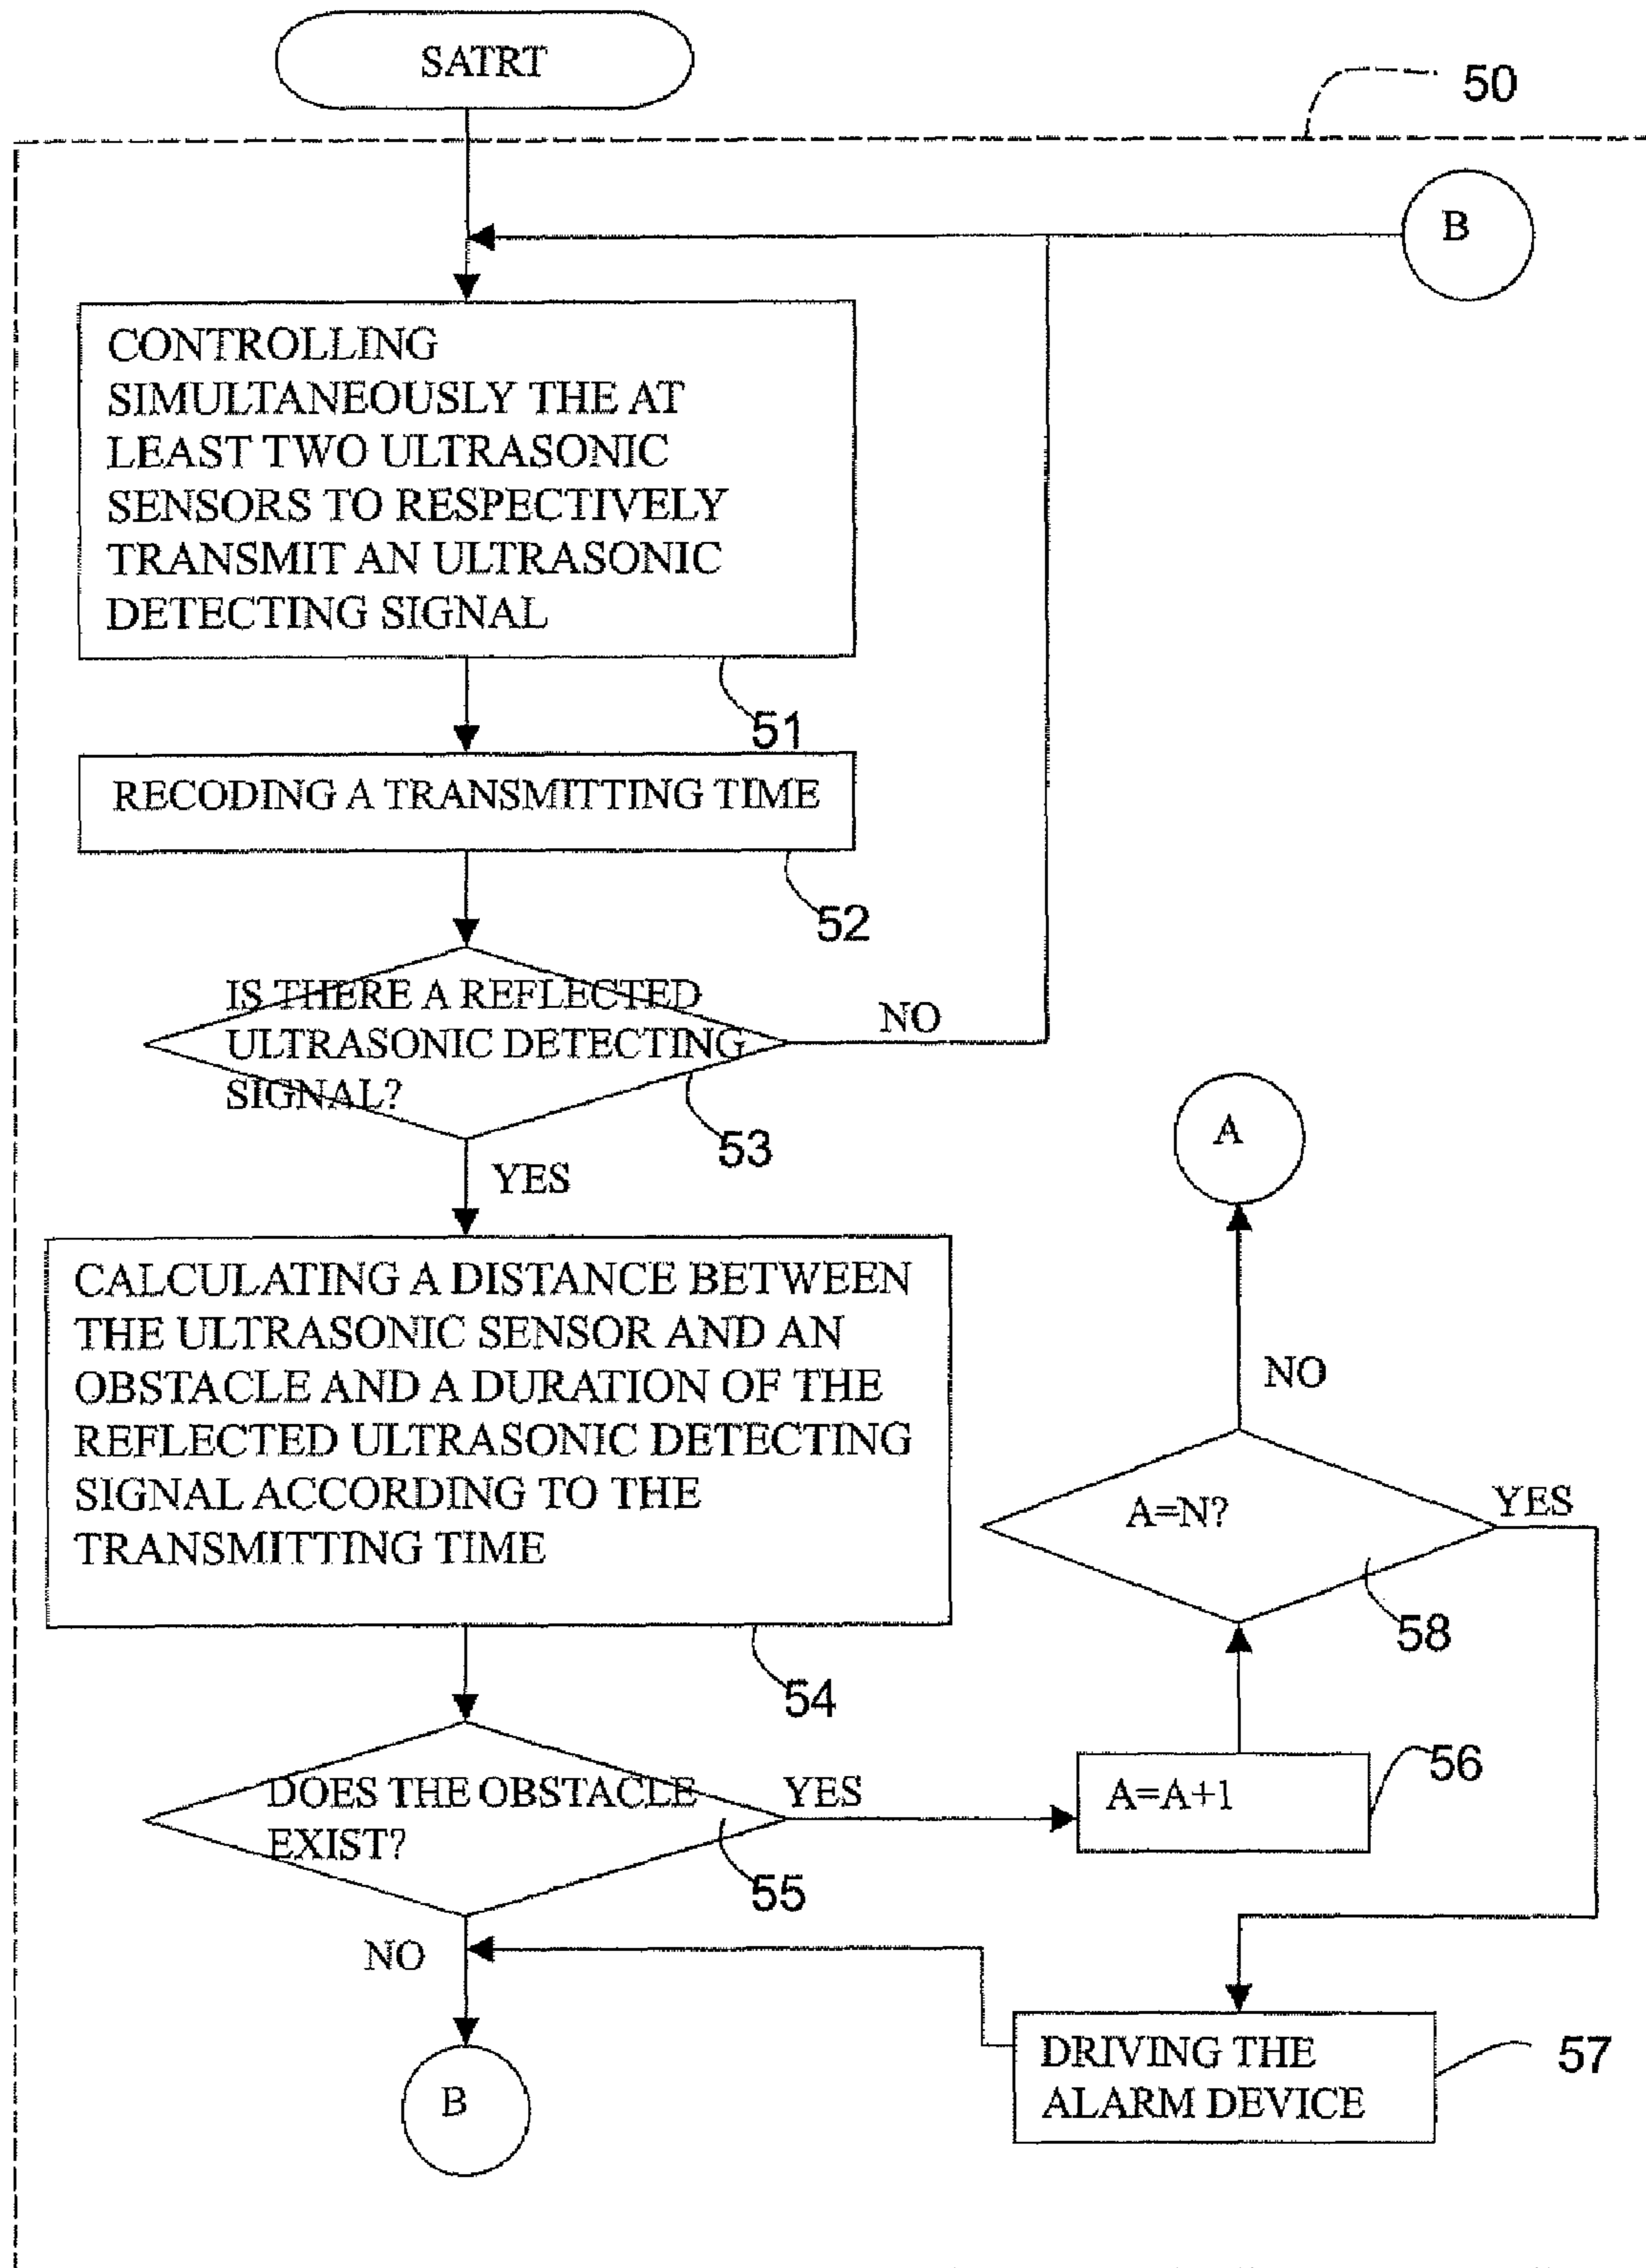 SATRT
50
B
CONTROLLING
SIMULTANEOUSLY THE AT
LEAST TWO ULTRASONIC
SENSORS TO RESPECTIVELY
TRANSMIT AN ULTRASONIC
DETECTING SIGNAL
51
RECODING A TRANSMITTING TIME
52
IS THERE A REFLECTED
ULTRASONIC DETECTING
SIGNAL?
NO
53
YES
CALCULATING A DISTANCE BETWEEN
THE ULTRASONIC SENSOR AND AN
OBSTACLE AND A DURATION OF THE
REFLECTED ULTRASONIC DETECTING
SIGNAL ACCORDING TO THE
TRANSMITTING TIME
54
DOES THE OBSTACLE
EXIST?
YES
55
NO
B
A=A+1
56
A=N?
58
NO
A
YES
DRIVING THE
ALARM DEVICE
57